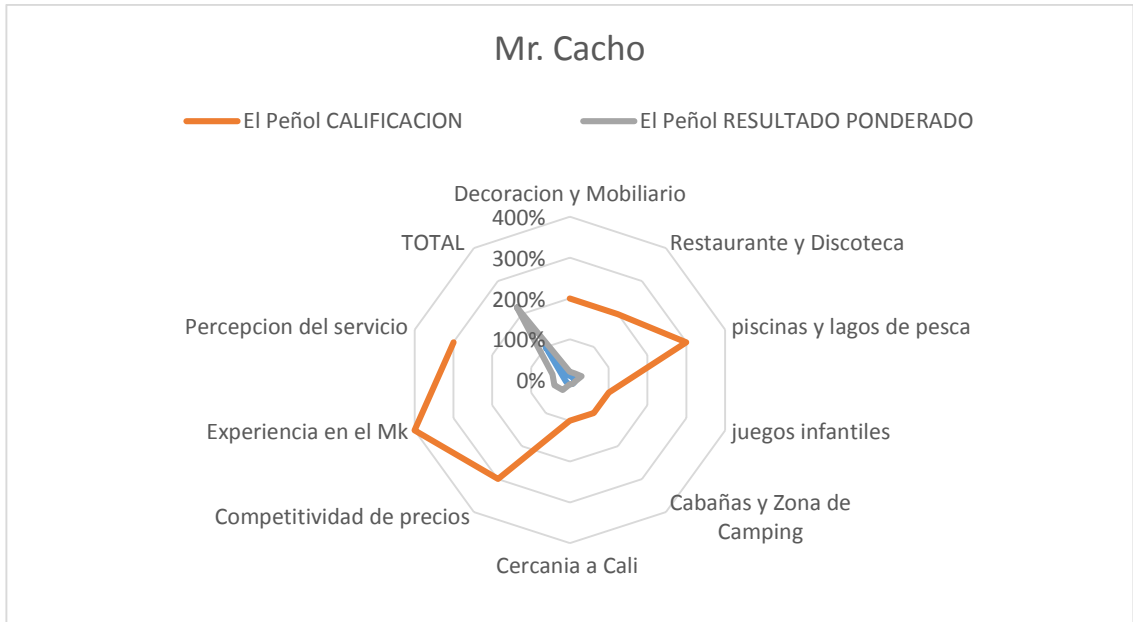 Mr. Cacho
El Peñol CALIFICACION
El Peñol RESULTADO PONDERADO
Decoracion y Mobiliario
400%
TOTAL
Restaurante y Discoteca
300%
200%
Percepcion del servicio
piscinas y lagos de pesca
100%
0%
Experiencia en el Mk
juegos infantiles
Cabañas y Zona de
Camping
Competitividad de precios
Cercania a Cali